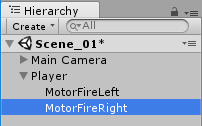 Hierarchy
Create All
Scene_01*
Main Camera
Player
MotorFireLeft
MotorFireRight